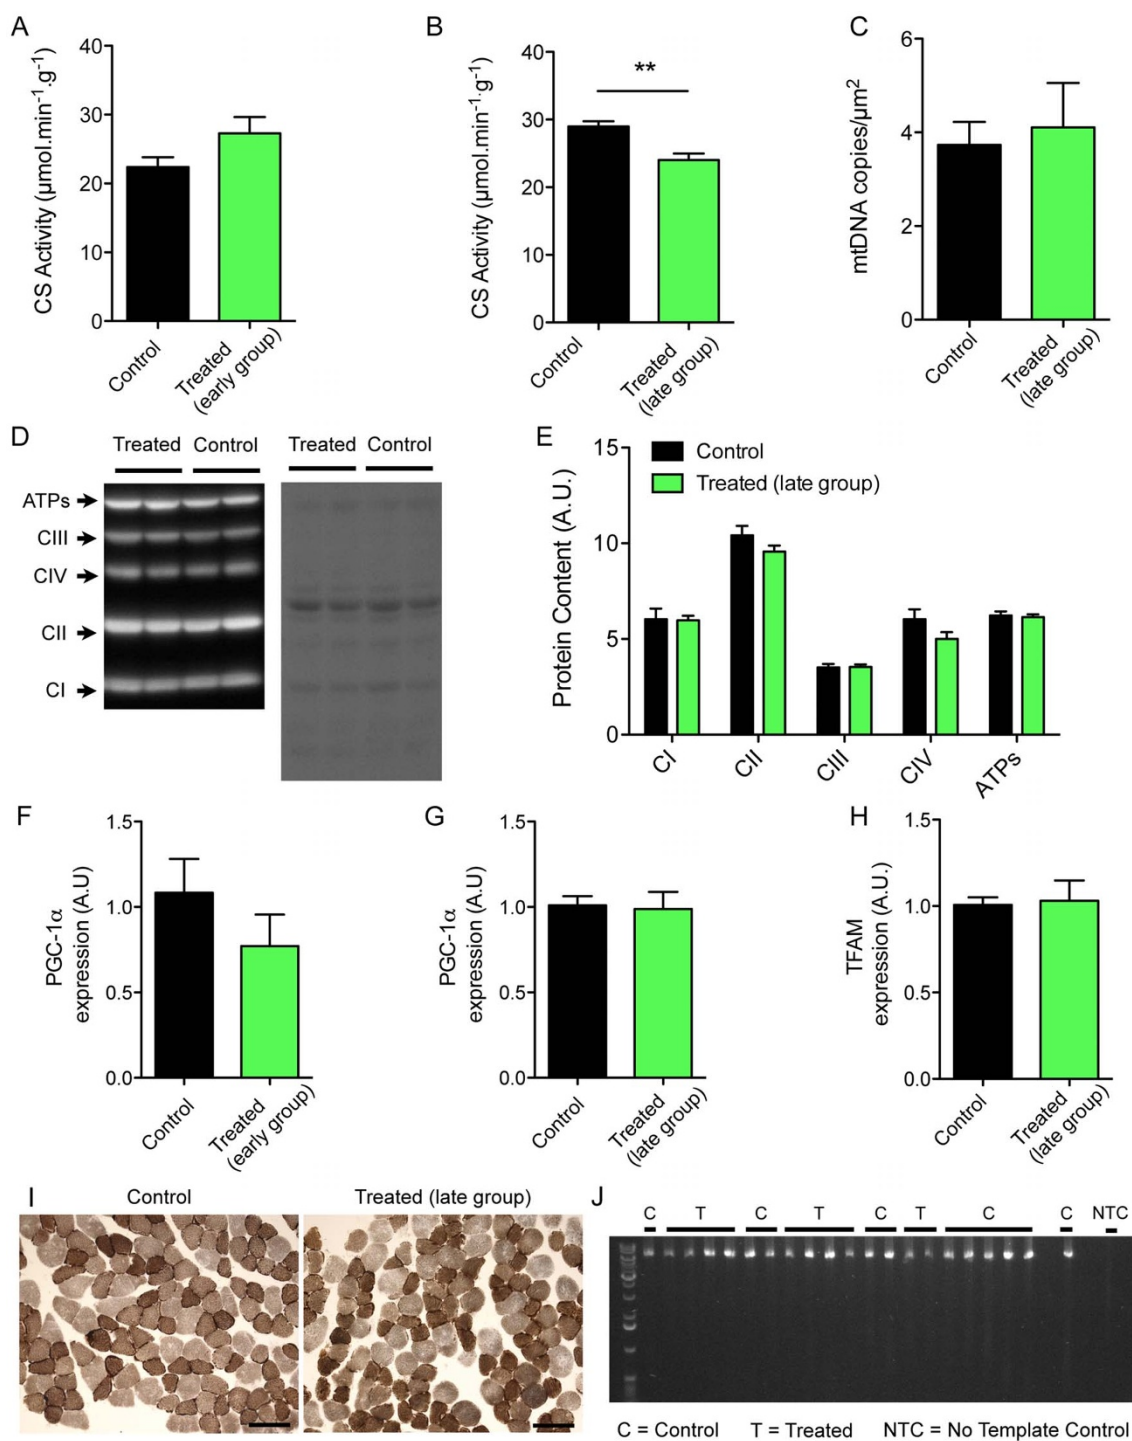 A
CS Activity (µmol.min⁻¹.g⁻¹)
40
30
20
10
0
Control
Treated
(early group)
B
CS Activity (µmol.min⁻¹.g⁻¹)
40
30
20
10
0
**
Control
Treated
(late group)
C
mtDNA copies/µm²
6
4
2
0
Control
Treated
(late group)
D
Treated Control
Treated Control
ATPs
CIII
CIV
CII
CI
E
Protein Content (A.U.)
15
10
5
0
Control
Treated (late group)
CI
CII
CIII
CIV
ATPs
F
PGC-1α
expression (A.U)
1.5
1.0
0.5
0.0
Control
Treated
(early group)
G
PGC-1α
expression (A.U)
1.5
1.0
0.5
0.0
Control
Treated
(late group)
H
TFAM
expression (A.U.)
1.5
1.0
0.5
0.0
Control
Treated
(late group)
I
Control
Treated (late group)
J
C T C T C T C C NTC
C = Control T = Treated NTC = No Template Control